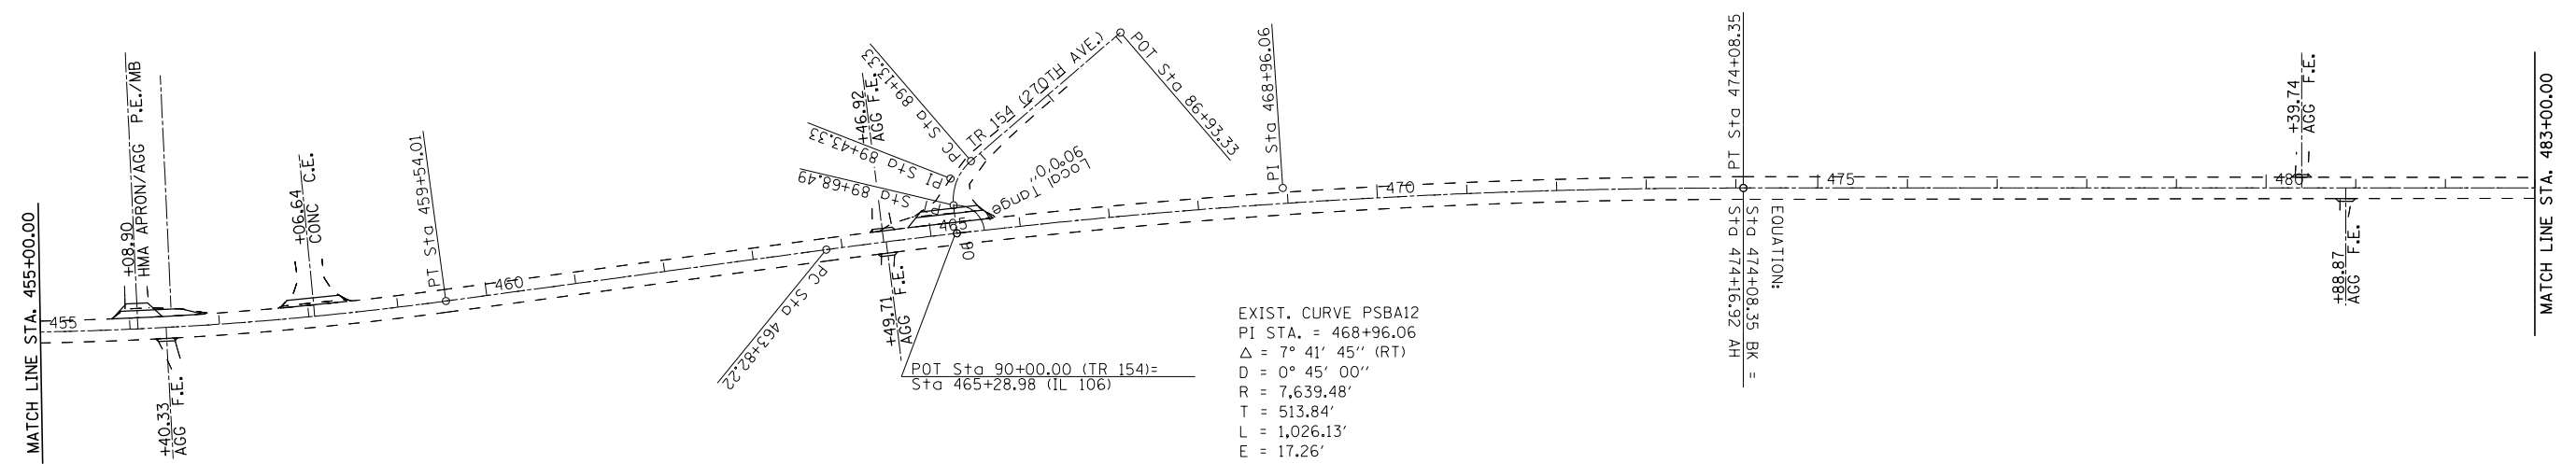 MATCH LINE STA. 455+00.00
455
+08.90
HMA APRON/AGG P.E./MB
+40.33
AGG F.E.
+06.64
CONC C.E.
PT Sta 459+54.01
460
PC Sta 463+82.22
+46.92
AGG F.E.
+49.71
AGG F.E.
PC Sta 89+13.33
PI Sta 89+43.33
PT Sta 89+68.49
TR 154 (270TH AVE.)
POT Sta 86+93.33
Local Tange
90°0'0"
465
90
POT Sta 90+00.00 (TR 154)=
Sta 465+28.98 (IL 106)
PI Sta 468+96.06
470
EXIST. CURVE PSBA12
PI STA. = 468+96.06
Δ = 7° 41' 45" (RT)
D = 0° 45' 00"
R = 7,639.48'
T = 513.84'
L = 1,026.13'
E = 17.26'
PT Sta 474+08.35
EQUATION:
Sta 474+08.35 BK =
Sta 474+16.92 AH
475
480
+39.74
AGG F.E.
+88.87
AGG F.E.
MATCH LINE STA. 483+00.00